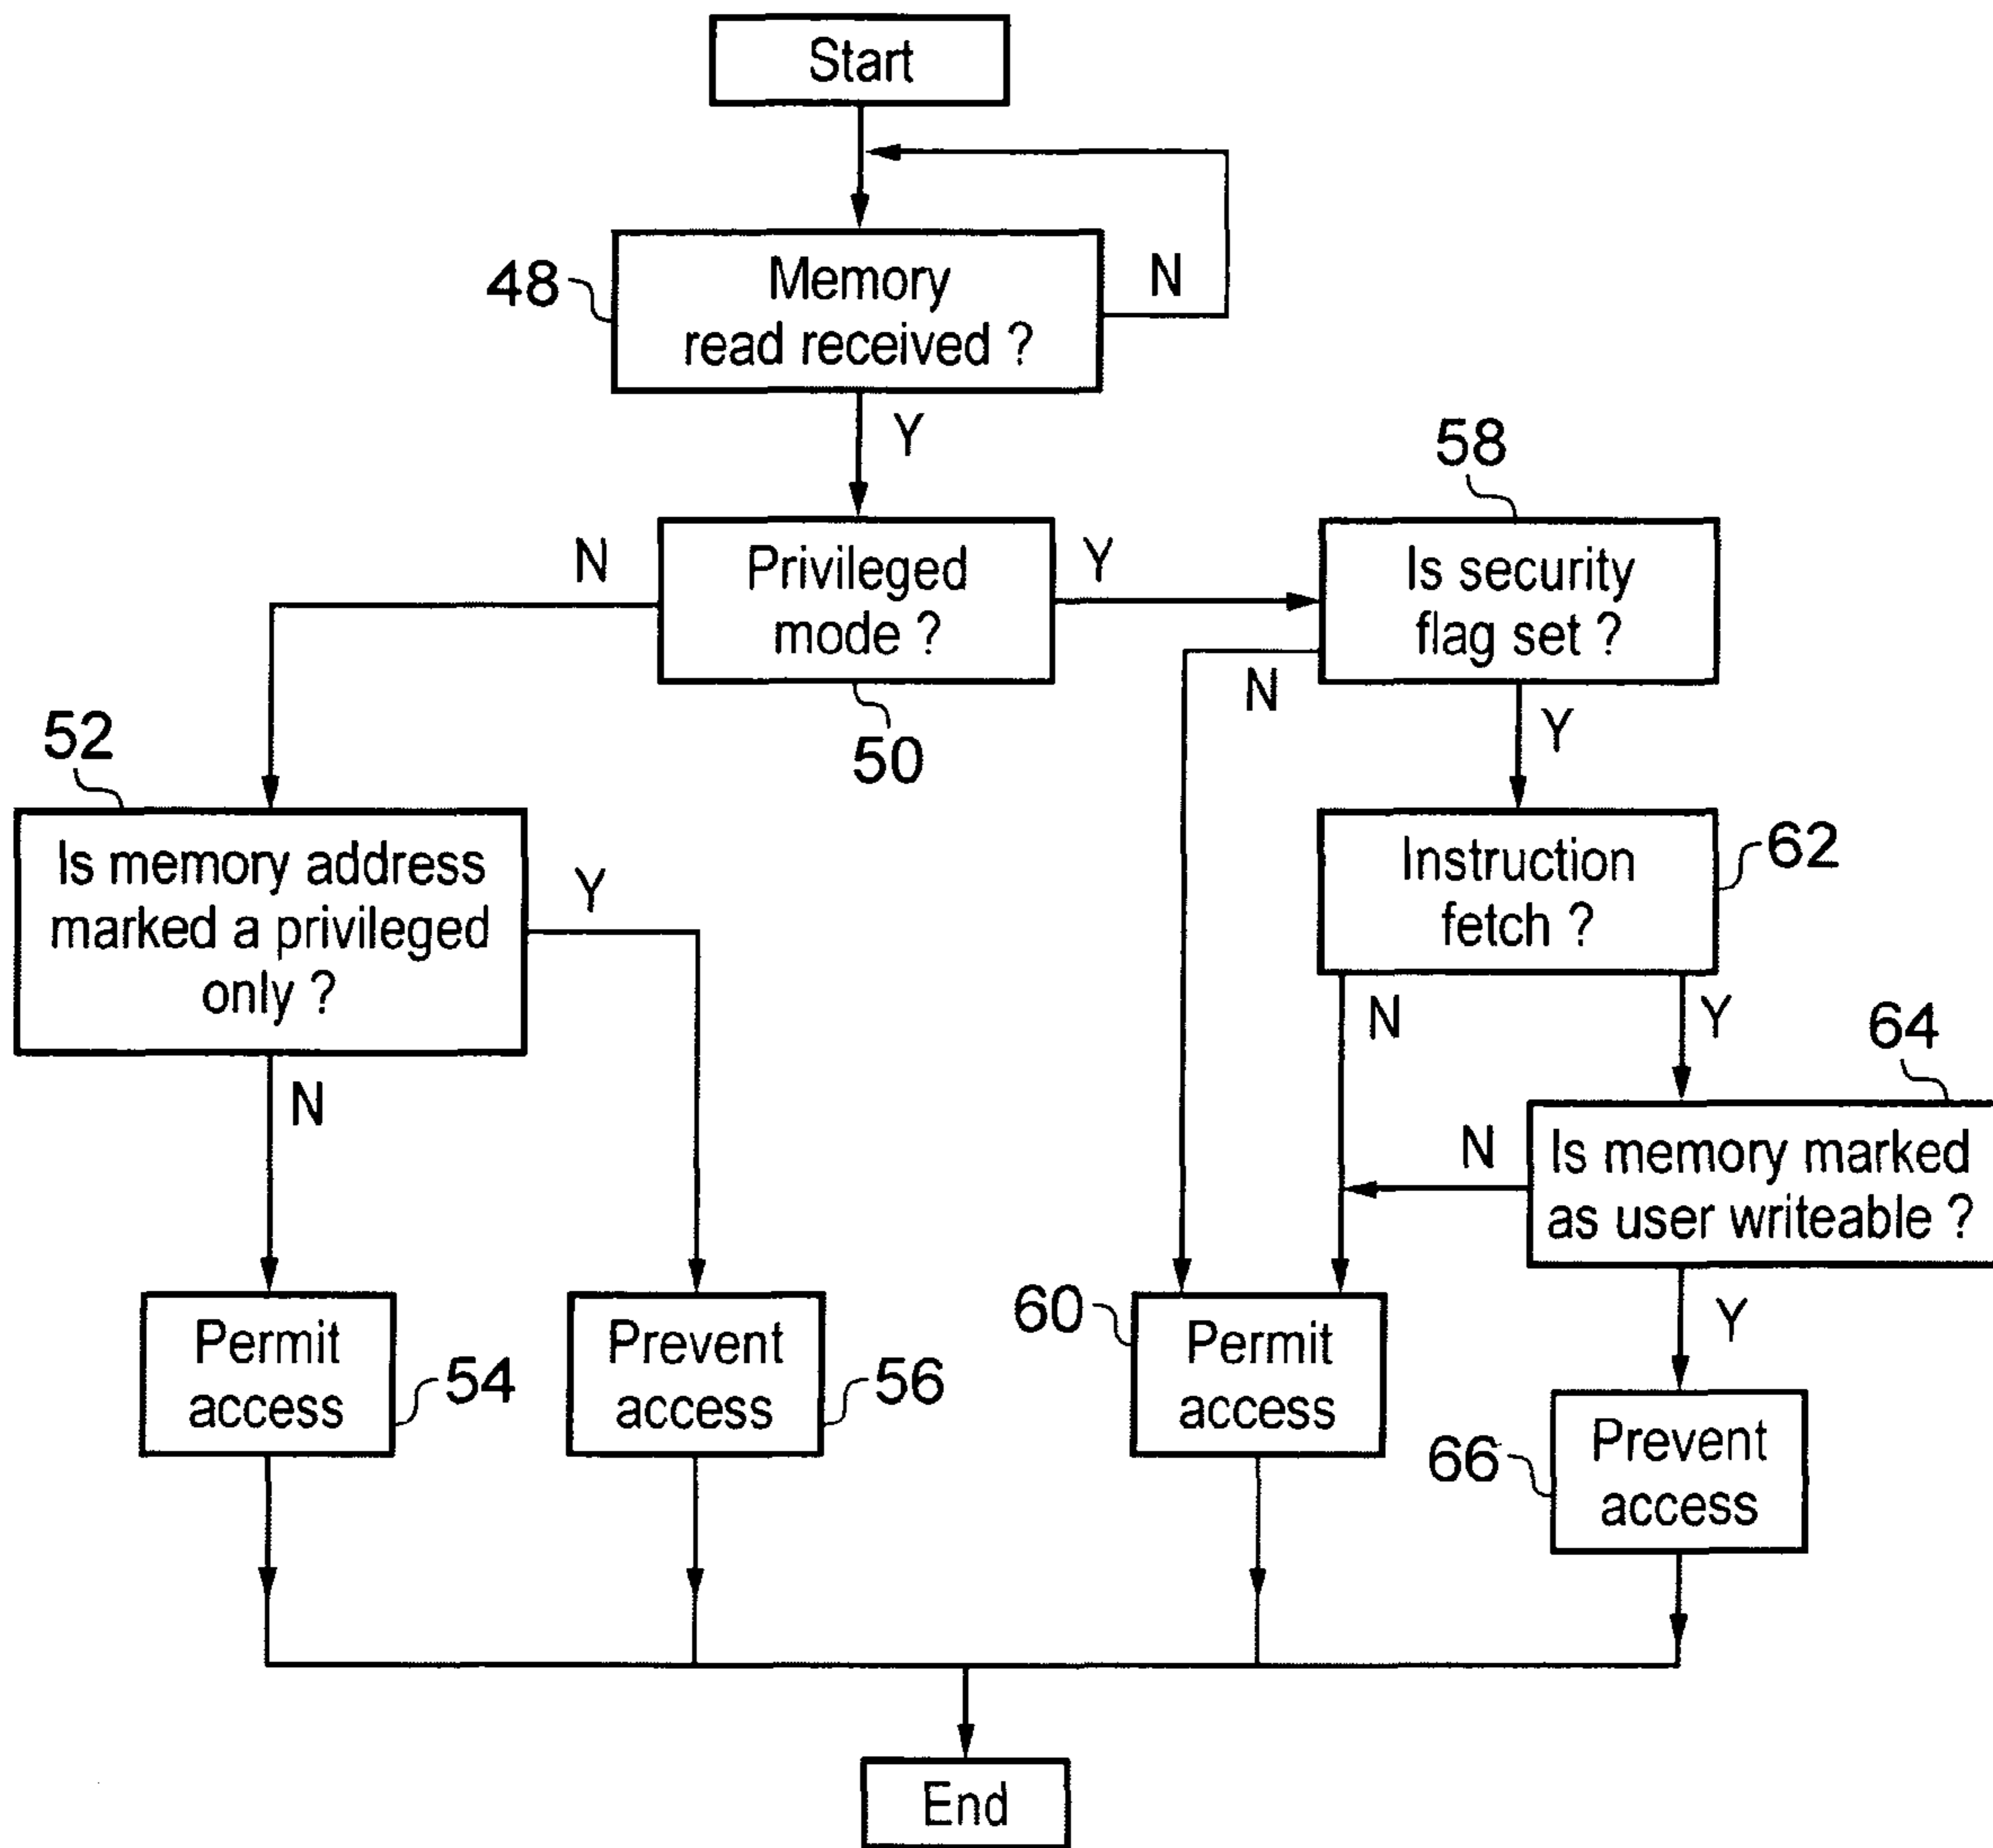 Start
Memory
read received ?
48
N
Y
Privileged
mode ?
50
N
Y
58
Is security
flag set ?
N
Y
52
Is memory address
marked a privileged
only ?
Y
N
Instruction
fetch ?
62
N
Y
64
Is memory marked
as user writeable ?
N
Y
Permit
access
54
Prevent
access
56
60
Permit
access
66
Prevent
access
End